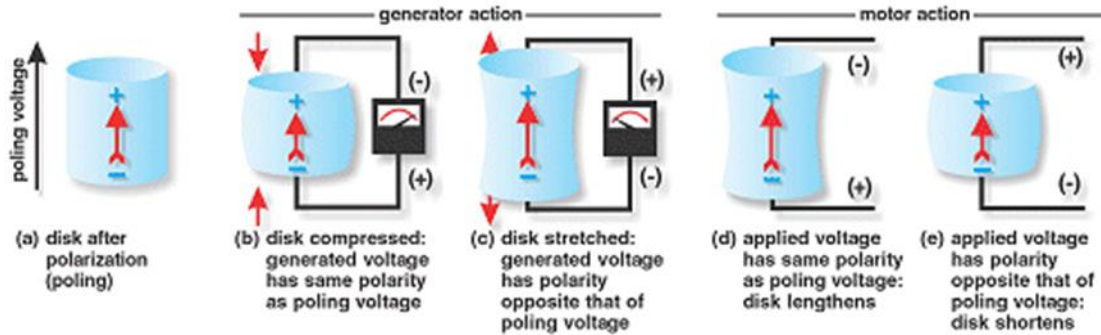 generator action
motor action
poling voltage
+
−
(-)
(+)
+
−
(+)
(-)
+
−
(-)
(+)
+
−
(+)
(-)
+
−
(a) disk after
polarization
(poling)
(b) disk compressed:
generated voltage
has same polarity
as poling voltage
(c) disk stretched:
generated voltage
has polarity
opposite that of
poling voltage
(d) applied voltage
has same polarity
as poling voltage:
disk lengthens
(e) applied voltage
has polarity
opposite that of
poling voltage:
disk shortens